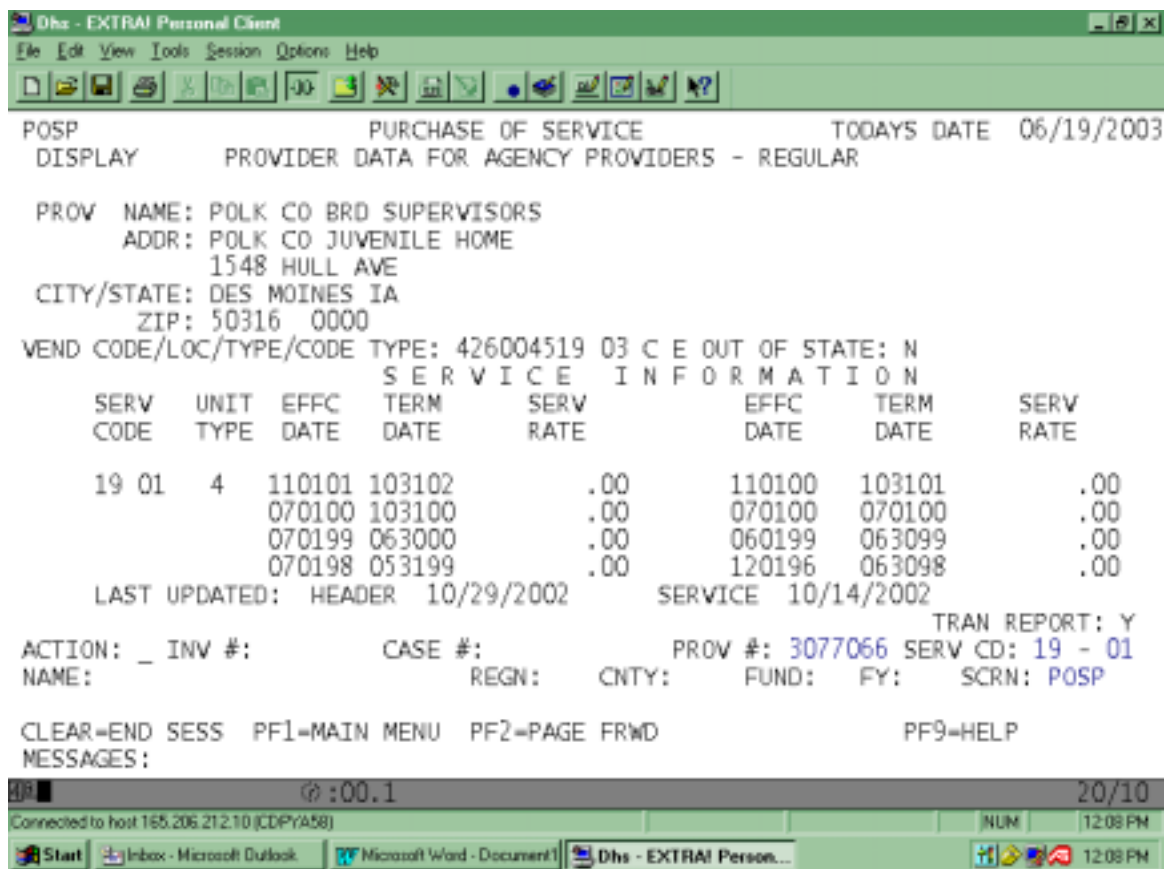 Dhs - EXTRA! Personal Client
File Edit View Tools Session Options Help
POSP PURCHASE OF SERVICE TODAYS DATE 06/19/2003
DISPLAY PROVIDER DATA FOR AGENCY PROVIDERS - REGULAR
PROV NAME: POLK CO BRD SUPERVISORS
ADDR: POLK CO JUVENILE HOME
1548 HULL AVE
CITY/STATE: DES MOINES IA
ZIP: 50316 0000
VEND CODE/LOC/TYPE/CODE TYPE: 426004519 03 C E OUT OF STATE: N
S E R V I C E I N F O R M A T I O N
SERV UNIT EFFC TERM SERV EFFC TERM SERV
CODE TYPE DATE DATE RATE DATE DATE RATE
19 01 4 110101 103102 .00 110100 103101 .00
070100 103100 .00 070100 070100 .00
070199 063000 .00 060199 063099 .00
070198 053199 .00 120196 063098 .00
LAST UPDATED: HEADER 10/29/2002 SERVICE 10/14/2002
TRAN REPORT: Y
ACTION: _ INV #: CASE #: PROV #: 3077066 SERV CD: 19 - 01
NAME: REGN: CNTY: FUND: FY: SCRN: POSP
CLEAR=END SESS PF1=MAIN MENU PF2=PAGE FRWD PF9=HELP
MESSAGES:
:00.1 20/10
Connected to host 165.206.212.10 (CDPYA58) NUM 12:08 PM
Start Inbox - Microsoft Outlook Microsoft Word - Document1 Dhs - EXTRA! Person... 12:08 PM